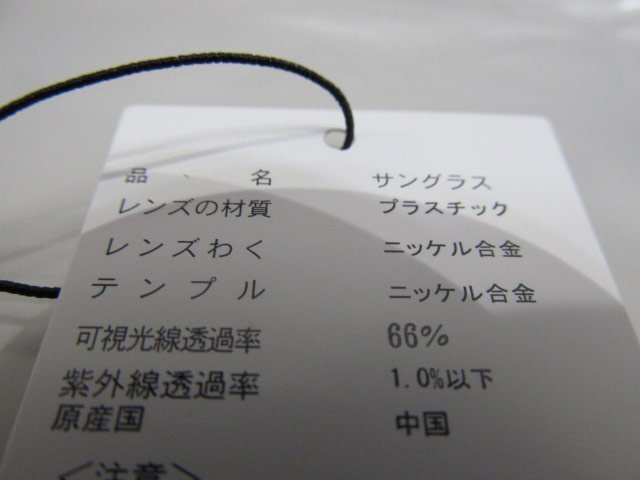 品 名 サングラス
レンズの材質 プラスチック
レンズわく ニッケル合金
テンプル ニッケル合金
可視光線透過率 66%
紫外線透過率 1.0%以下
原産国 中国
＜注意＞